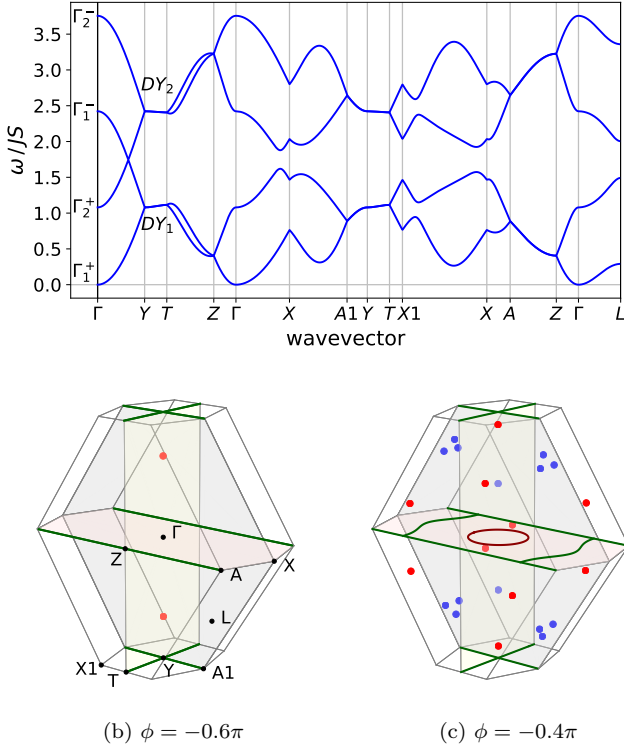 Γ₂⁻
3.5
3.0
DY₂
2.5
Γ₁⁻
2.0
ω/JS
1.5
Γ₂⁺
1.0
DY₁
0.5
Γ₁⁺
0.0
Γ Y T Z Γ X A1 Y T X1 X A Z Γ L
wavevector
Γ
Z
A
X
L
X1
T
Y
A1
(b) ϕ = −0.6π
(c) ϕ = −0.4π